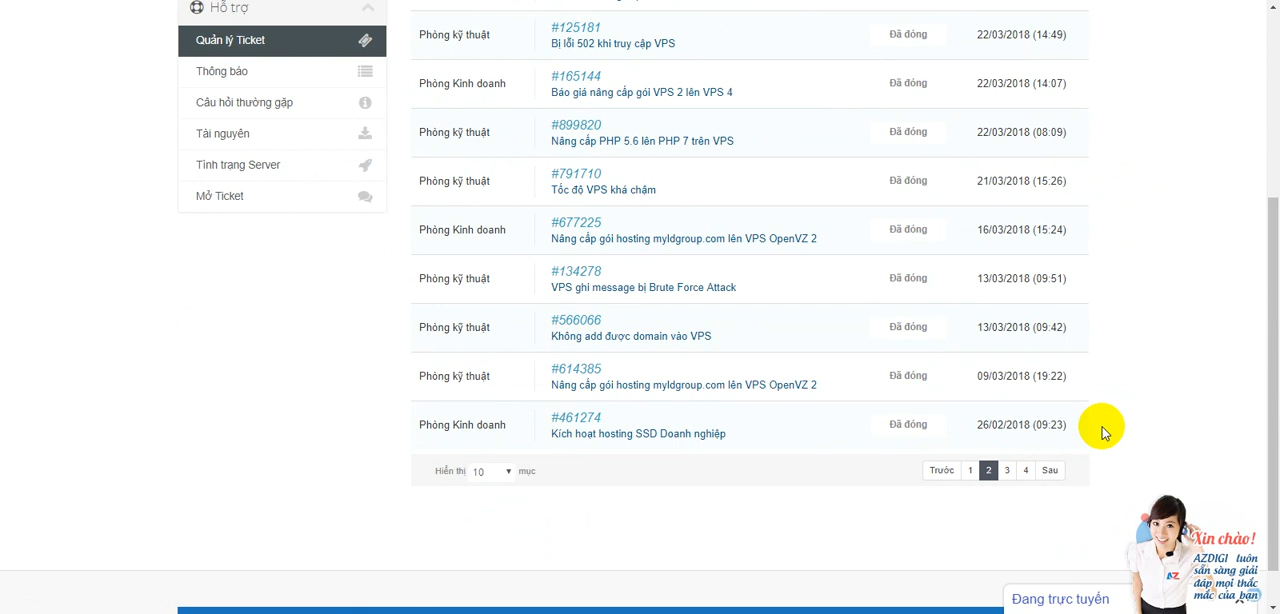 Hỗ trợ
Quản lý Ticket
Thông báo
Câu hỏi thường gặp
Tài nguyên
Tình trạng Server
Mở Ticket
#125181
Phòng kỹ thuật
Bị lỗi 502 khi truy cập VPS
Đã đóng
22/03/2018 (14:49)
#165144
Phòng Kinh doanh
Báo giá nâng cấp gói VPS 2 lên VPS 4
Đã đóng
22/03/2018 (14:07)
#899820
Phòng kỹ thuật
Nâng cấp PHP 5.6 lên PHP 7 trên VPS
Đã đóng
22/03/2018 (08:09)
#791710
Phòng kỹ thuật
Tốc độ VPS khá chậm
Đã đóng
21/03/2018 (15:26)
#677225
Phòng Kinh doanh
Nâng cấp gói hosting myldgroup.com lên VPS OpenVZ 2
Đã đóng
16/03/2018 (15:24)
#134278
Phòng kỹ thuật
VPS ghi message bị Brute Force Attack
Đã đóng
13/03/2018 (09:51)
#566066
Phòng kỹ thuật
Không add được domain vào VPS
Đã đóng
13/03/2018 (09:42)
#614385
Phòng kỹ thuật
Nâng cấp gói hosting myldgroup.com lên VPS OpenVZ 2
Đã đóng
09/03/2018 (19:22)
#461274
Phòng Kinh doanh
Kích hoạt hosting SSD Doanh nghiệp
Đã đóng
26/02/2018 (09:23)
Hiển thị 10 mục
Trước 1 2 3 4 Sau
Xin chào!
AZDIGI luôn
sẵn sàng giải
đáp mọi thắc
mắc của bạn
AZ
Đang trực tuyến